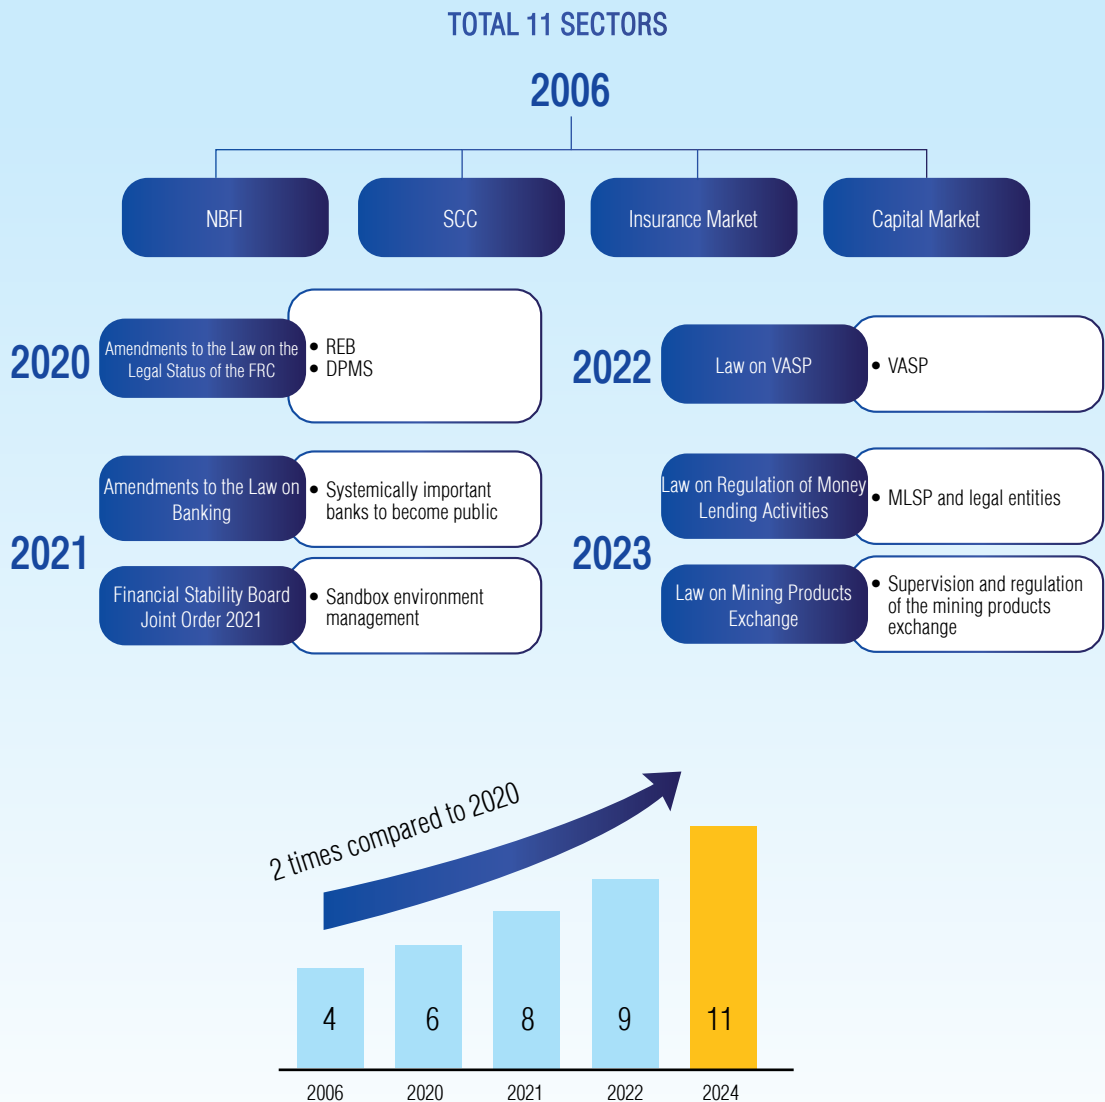 TOTAL 11 SECTORS
2006
NBFI
SCC
Insurance Market
Capital Market
2020
Amendments to the Law on the
Legal Status of the FRC
• REB
• DPMS
2021
Amendments to the Law on
Banking
• Systemically important
banks to become public
Financial Stability Board
Joint Order 2021
• Sandbox environment
management
2022
Law on VASP
• VASP
2023
Law on Regulation of Money
Lending Activities
• MLSP and legal entities
Law on Mining Products
Exchange
• Supervision and regulation
of the mining products
exchange
2 times compared to 2020
4
6
8
9
11
2006
2020
2021
2022
2024